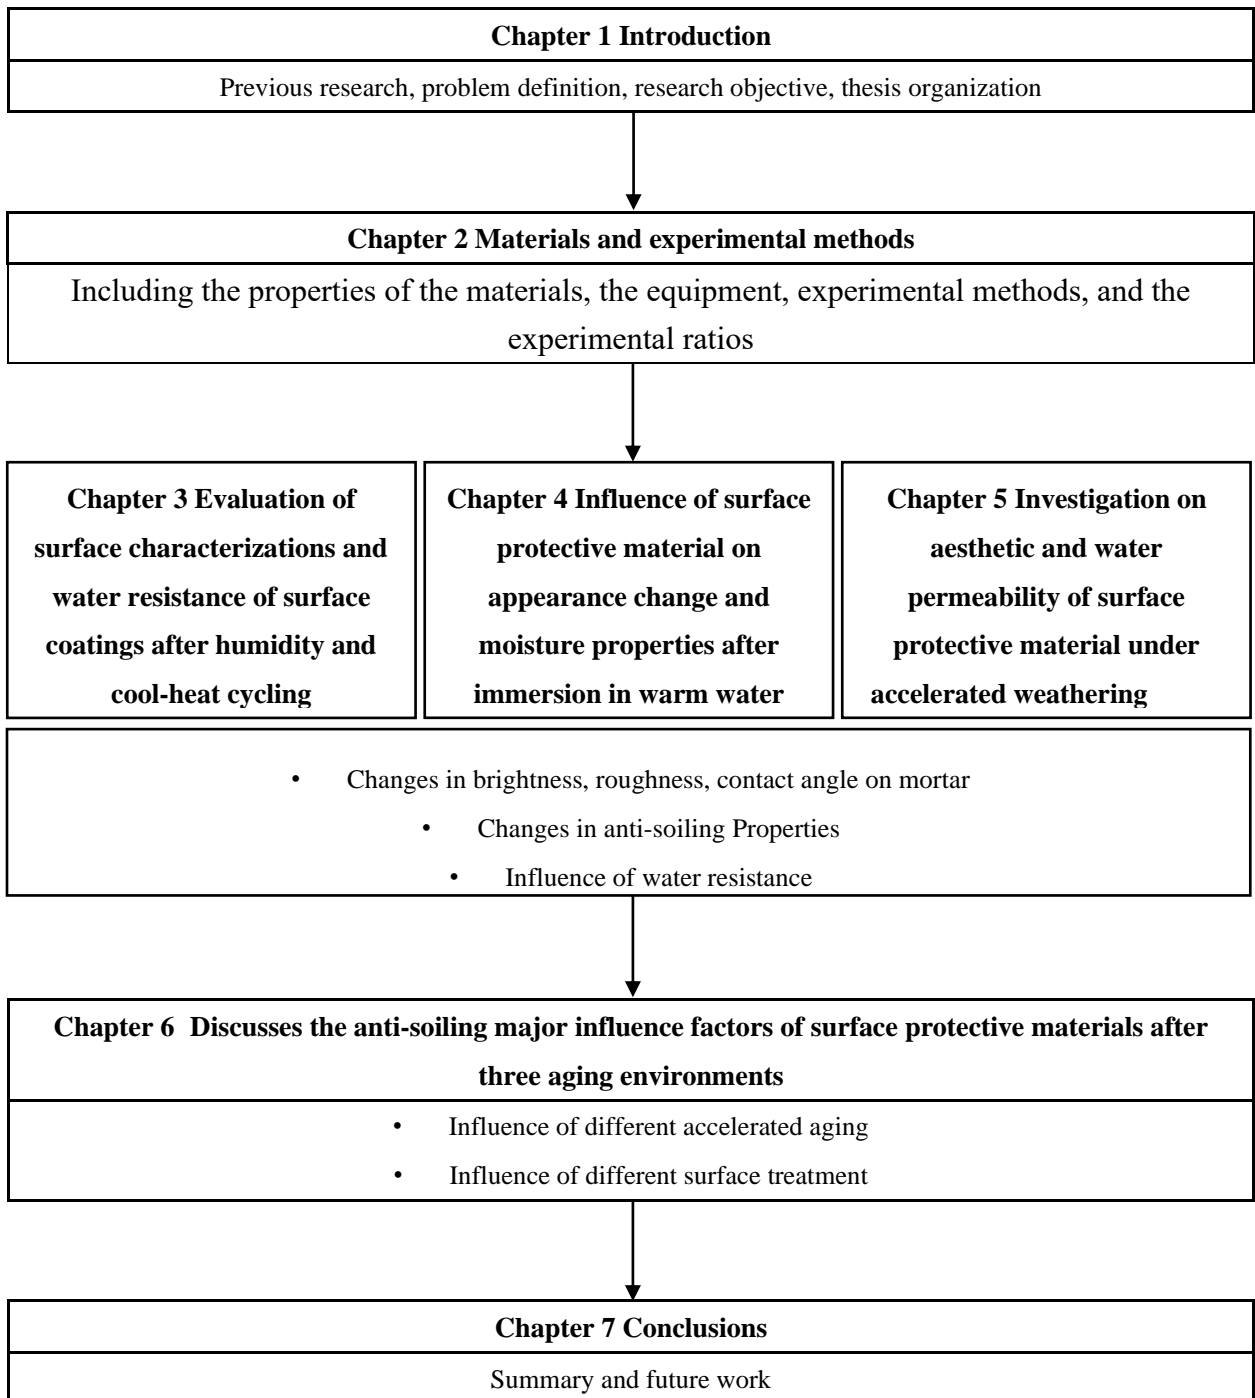 Chapter 1 Introduction
Previous research, problem definition, research objective, thesis organization
Chapter 2 Materials and experimental methods
Including the properties of the materials, the equipment, experimental methods, and the
experimental ratios
Chapter 3 Evaluation of
surface characterizations and
water resistance of surface
coatings after humidity and
cool-heat cycling
Chapter 4 Influence of surface
protective material on
appearance change and
moisture properties after
immersion in warm water
Chapter 5 Investigation on
aesthetic and water
permeability of surface
protective material under
accelerated weathering
• Changes in brightness, roughness, contact angle on mortar
• Changes in anti-soiling Properties
• Influence of water resistance
Chapter 6 Discusses the anti-soiling major influence factors of surface protective materials after
three aging environments
• Influence of different accelerated aging
• Influence of different surface treatment
Chapter 7 Conclusions
Summary and future work